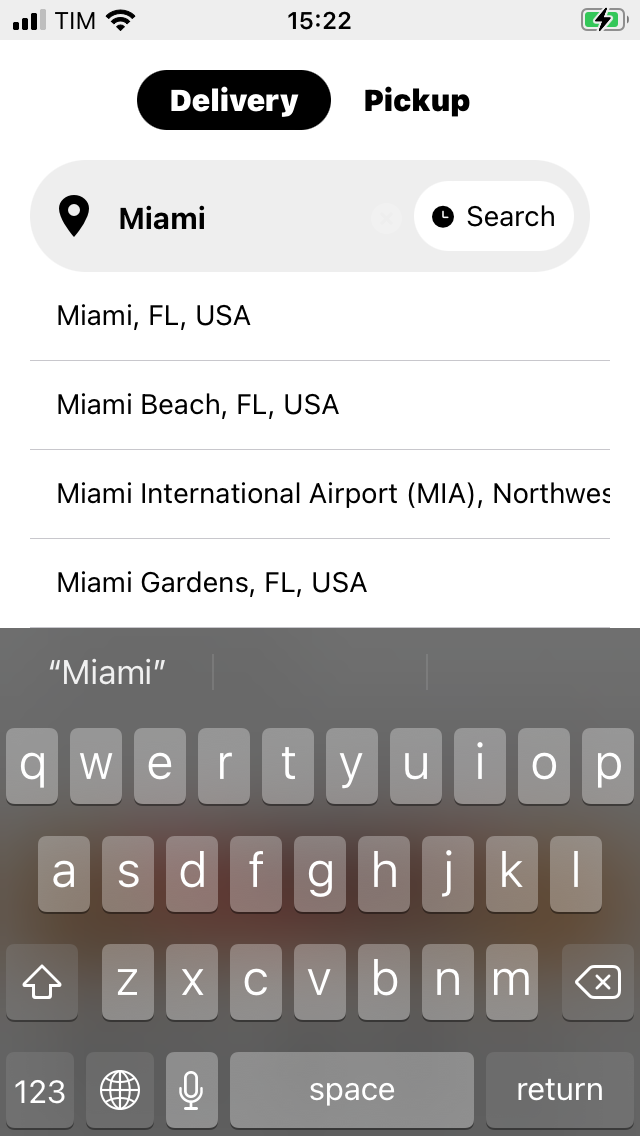 TIM 15:22
Delivery Pickup
Miami Search
Miami, FL, USA
Miami Beach, FL, USA
Miami International Airport (MIA), Northwes
Miami Gardens, FL, USA
“Miami”
q w e r t y u i o p
a s d f g h j k l
z x c v b n m
123 space return